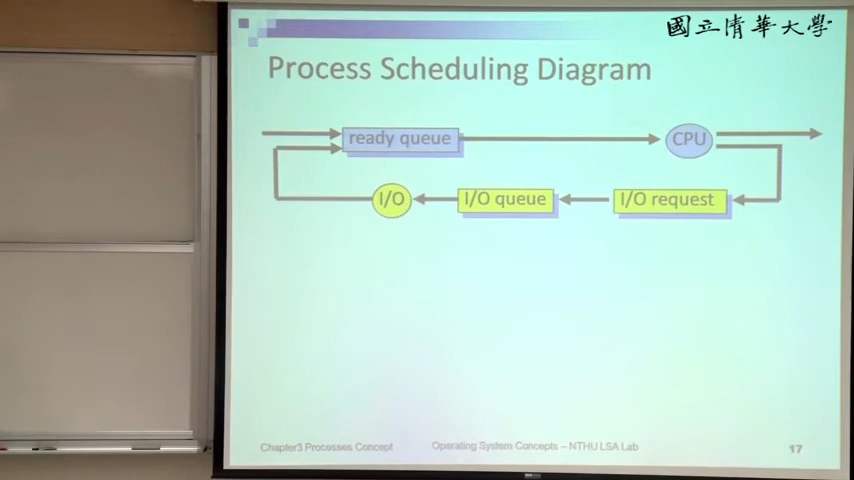 國立清華大學
Process Scheduling Diagram
ready queue
CPU
I/O
I/O queue
I/O request
Chapter3 Processes Concept
Operating System Concepts – NTHU LSA Lab
17